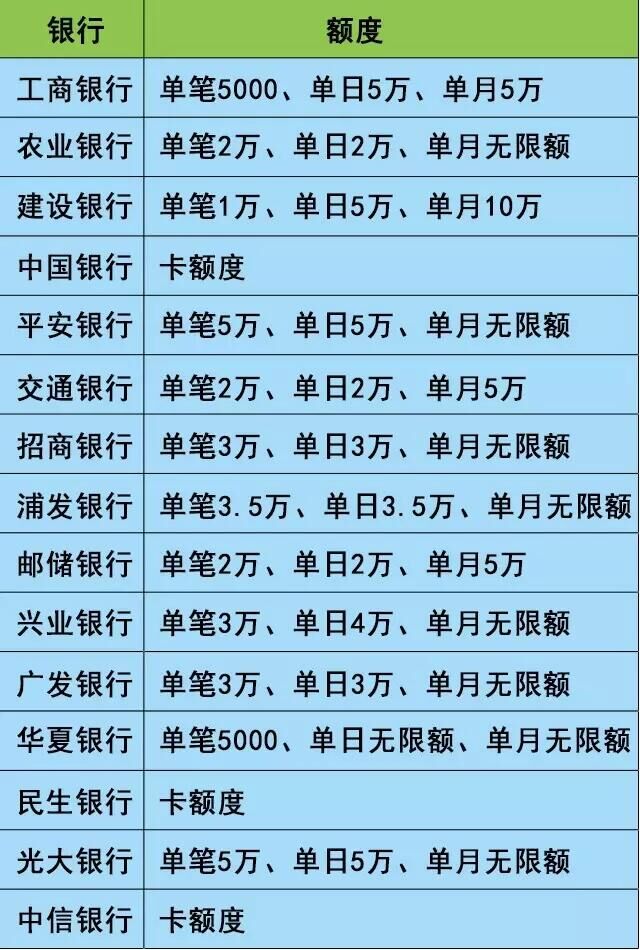 银行 额度
工商银行 单笔5000、单日5万、单月5万
农业银行 单笔2万、单日2万、单月无限额
建设银行 单笔1万、单日5万、单月10万
中国银行 卡额度
平安银行 单笔5万、单日5万、单月无限额
交通银行 单笔2万、单日2万、单月5万
招商银行 单笔3万、单日3万、单月无限额
浦发银行 单笔3.5万、单日3.5万、单月无限额
邮储银行 单笔2万、单日2万、单月5万
兴业银行 单笔3万、单日4万、单月无限额
广发银行 单笔3万、单日3万、单月无限额
华夏银行 单笔5000、单日无限额、单月无限额
民生银行 卡额度
光大银行 单笔5万、单日5万、单月无限额
中信银行 卡额度